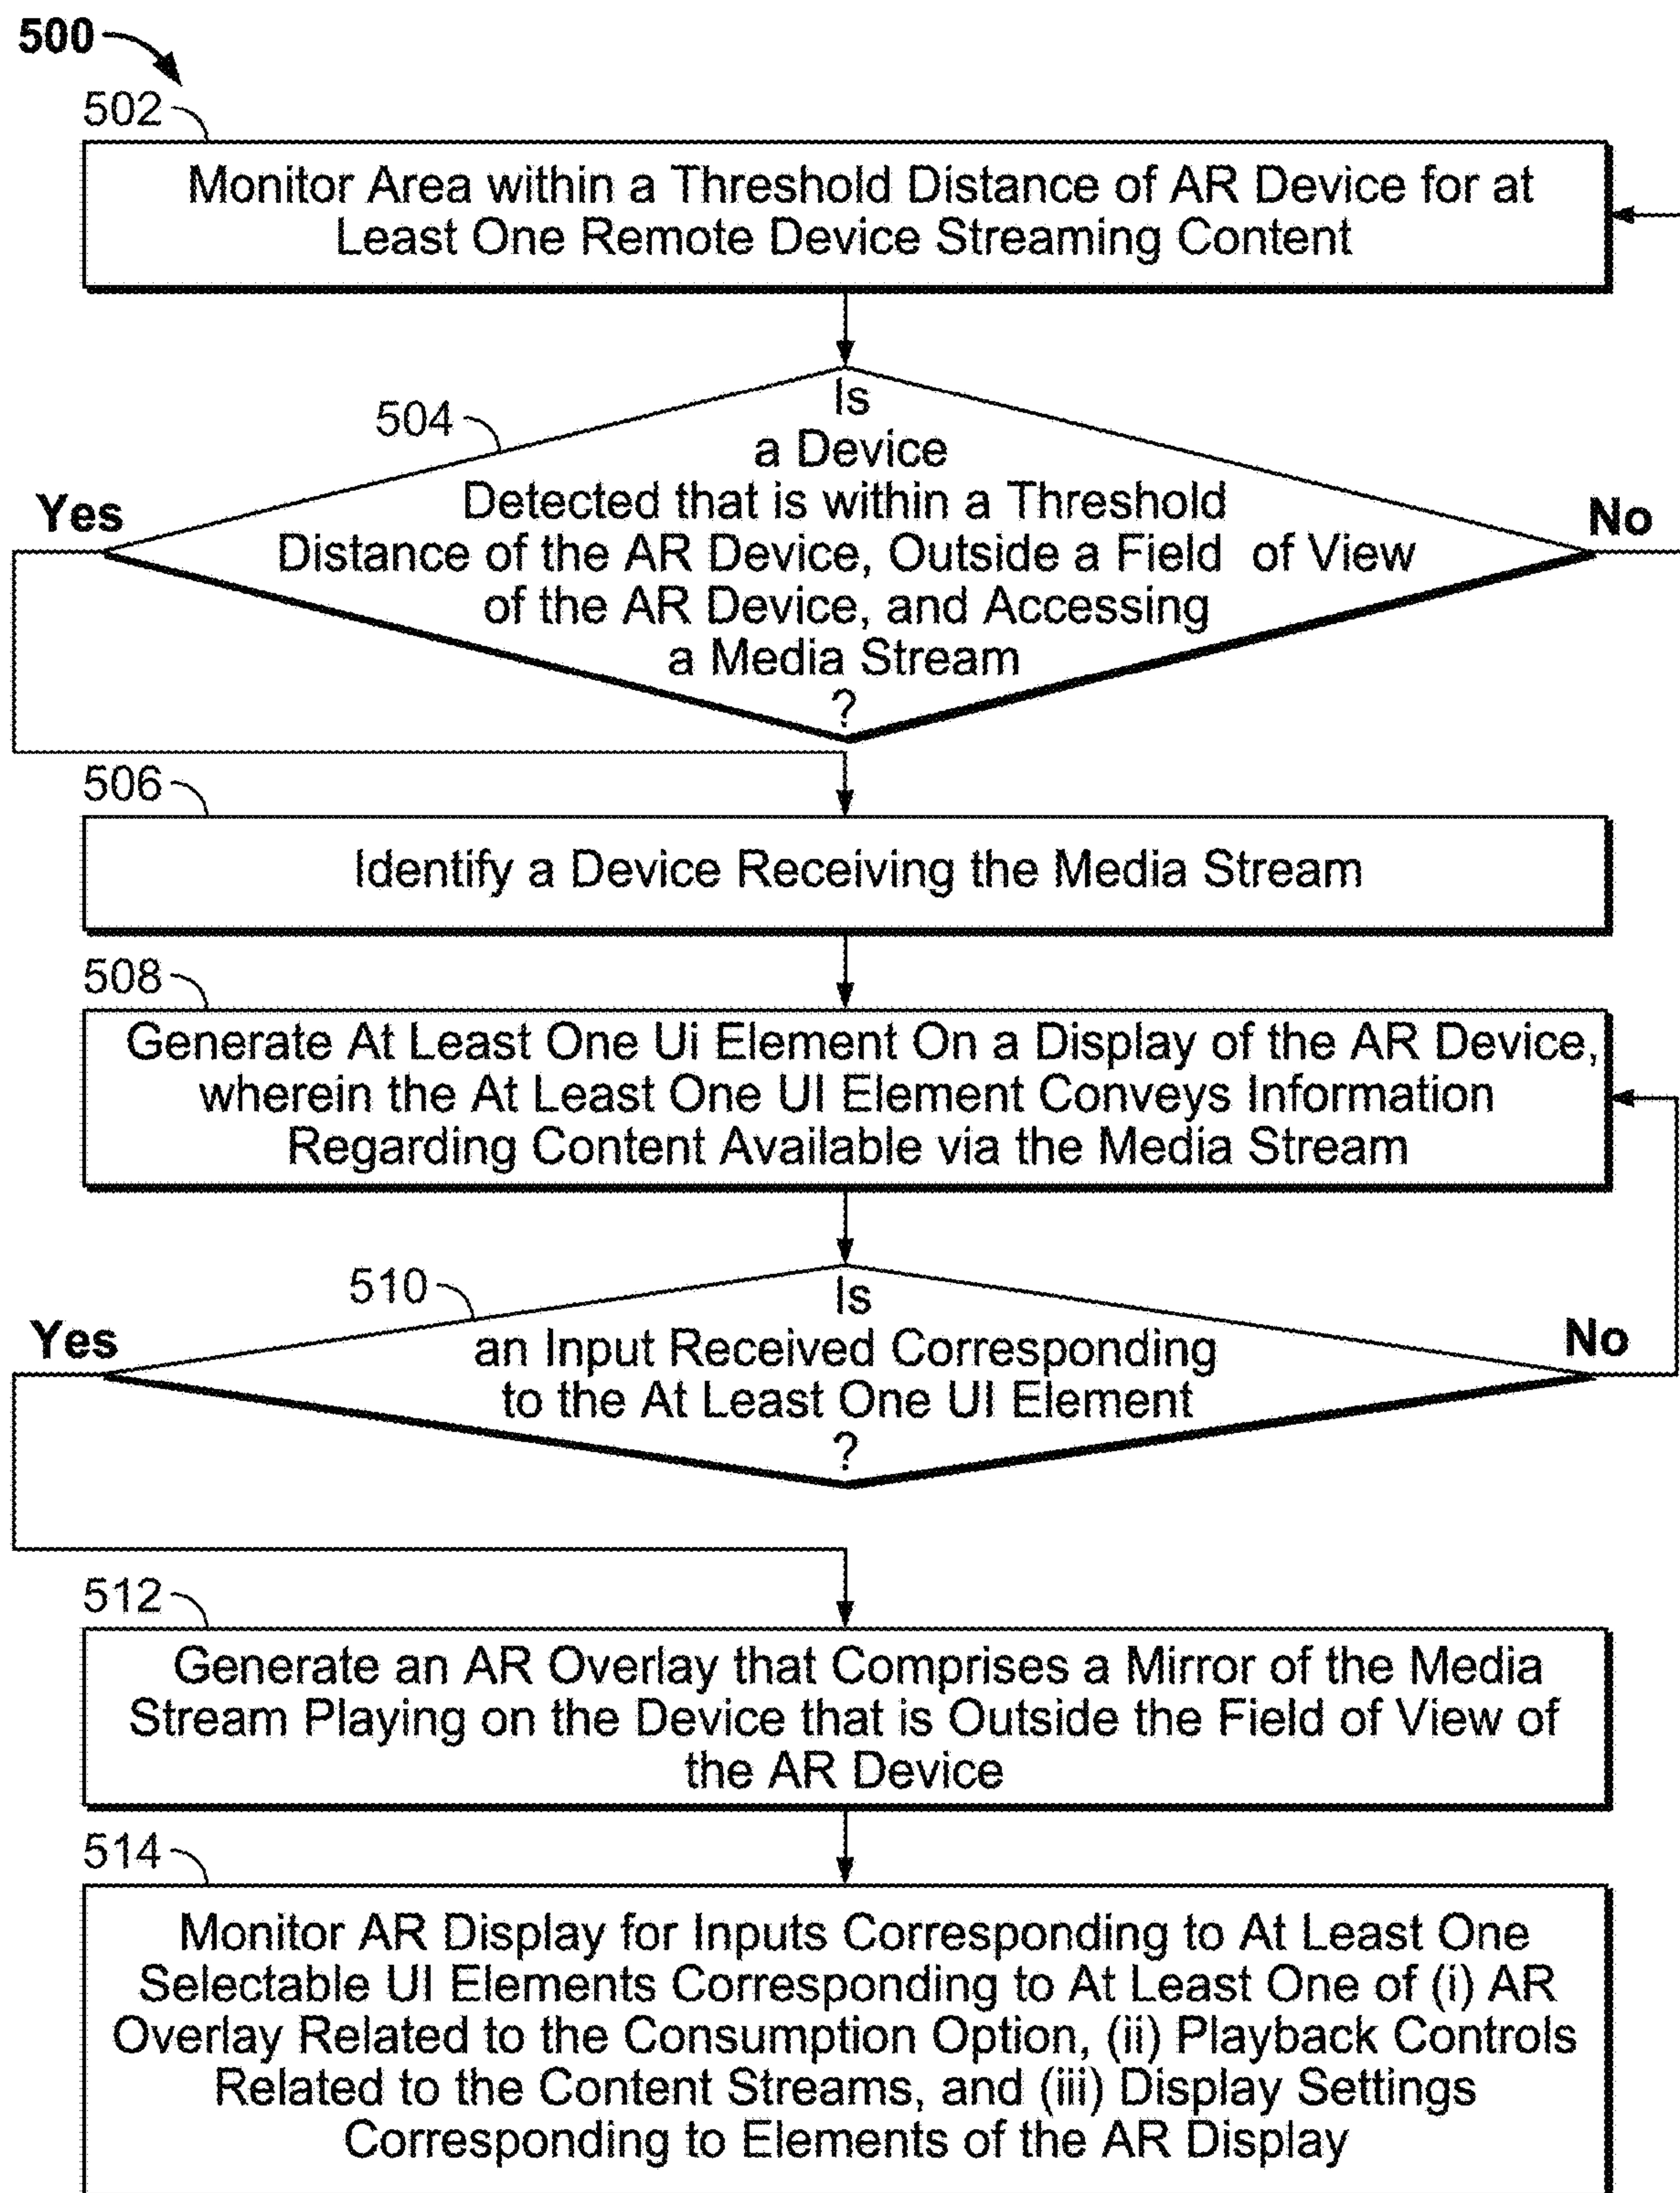 500
502
Monitor Area within a Threshold Distance of AR Device for at
Least One Remote Device Streaming Content
504
Is
a Device
Detected that is within a Threshold
Distance of the AR Device, Outside a Field of View
of the AR Device, and Accessing
a Media Stream
?
Yes
No
506
Identify a Device Receiving the Media Stream
508
Generate At Least One Ui Element On a Display of the AR Device,
wherein the At Least One UI Element Conveys Information
Regarding Content Available via the Media Stream
510
Is
an Input Received Corresponding
to the At Least One UI Element
?
Yes
No
512
Generate an AR Overlay that Comprises a Mirror of the Media
Stream Playing on the Device that is Outside the Field of View of
the AR Device
514
Monitor AR Display for Inputs Corresponding to At Least One
Selectable UI Elements Corresponding to At Least One of (i) AR
Overlay Related to the Consumption Option, (ii) Playback Controls
Related to the Content Streams, and (iii) Display Settings
Corresponding to Elements of the AR Display